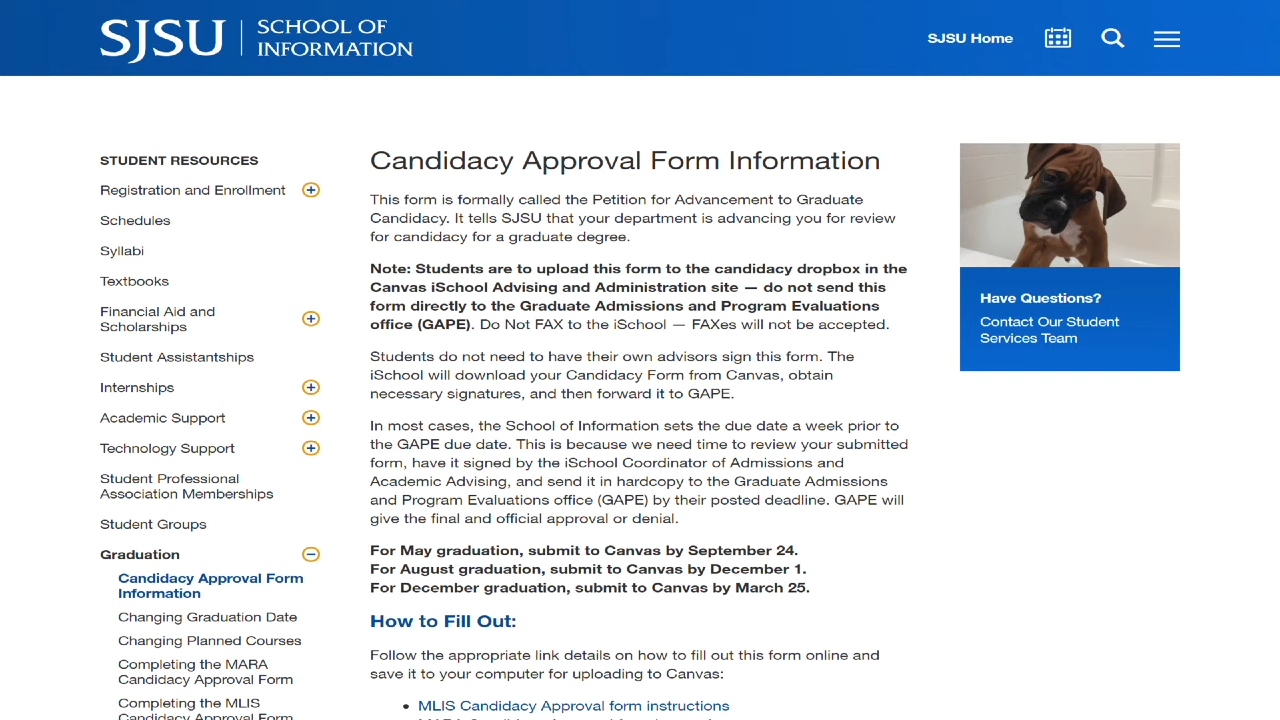 SJSU
SCHOOL OF
INFORMATION
SJSU Home
STUDENT RESOURCES
Registration and Enrollment
Schedules
Syllabi
Textbooks
Financial Aid and
Scholarships
Student Assistantships
Internships
Academic Support
Technology Support
Student Professional
Association Memberships
Student Groups
Graduation
Candidacy Approval Form
Information
Changing Graduation Date
Changing Planned Courses
Completing the MARA
Candidacy Approval Form
Completing the MLIS
Candidacy Approval Form
Candidacy Approval Form Information
This form is formally called the Petition for Advancement to Graduate
Candidacy. It tells SJSU that your department is advancing you for review
for candidacy for a graduate degree.
Note: Students are to upload this form to the candidacy dropbox in the
Canvas iSchool Advising and Administration site — do not send this
form directly to the Graduate Admissions and Program Evaluations
office (GAPE). Do Not FAX to the iSchool — FAXes will not be accepted.
Students do not need to have their own advisors sign this form. The
iSchool will download your Candidacy Form from Canvas, obtain
necessary signatures, and then forward it to GAPE.
In most cases, the School of Information sets the due date a week prior to
the GAPE due date. This is because we need time to review your submitted
form, have it signed by the iSchool Coordinator of Admissions and
Academic Advising, and send it in hardcopy to the Graduate Admissions
and Program Evaluations office (GAPE) by their posted deadline. GAPE will
give the final and official approval or denial.
For May graduation, submit to Canvas by September 24.
For August graduation, submit to Canvas by December 1.
For December graduation, submit to Canvas by March 25.
How to Fill Out:
Follow the appropriate link details on how to fill out this form online and
save it to your computer for uploading to Canvas:
• MLIS Candidacy Approval form instructions
Have Questions?
Contact Our Student
Services Team